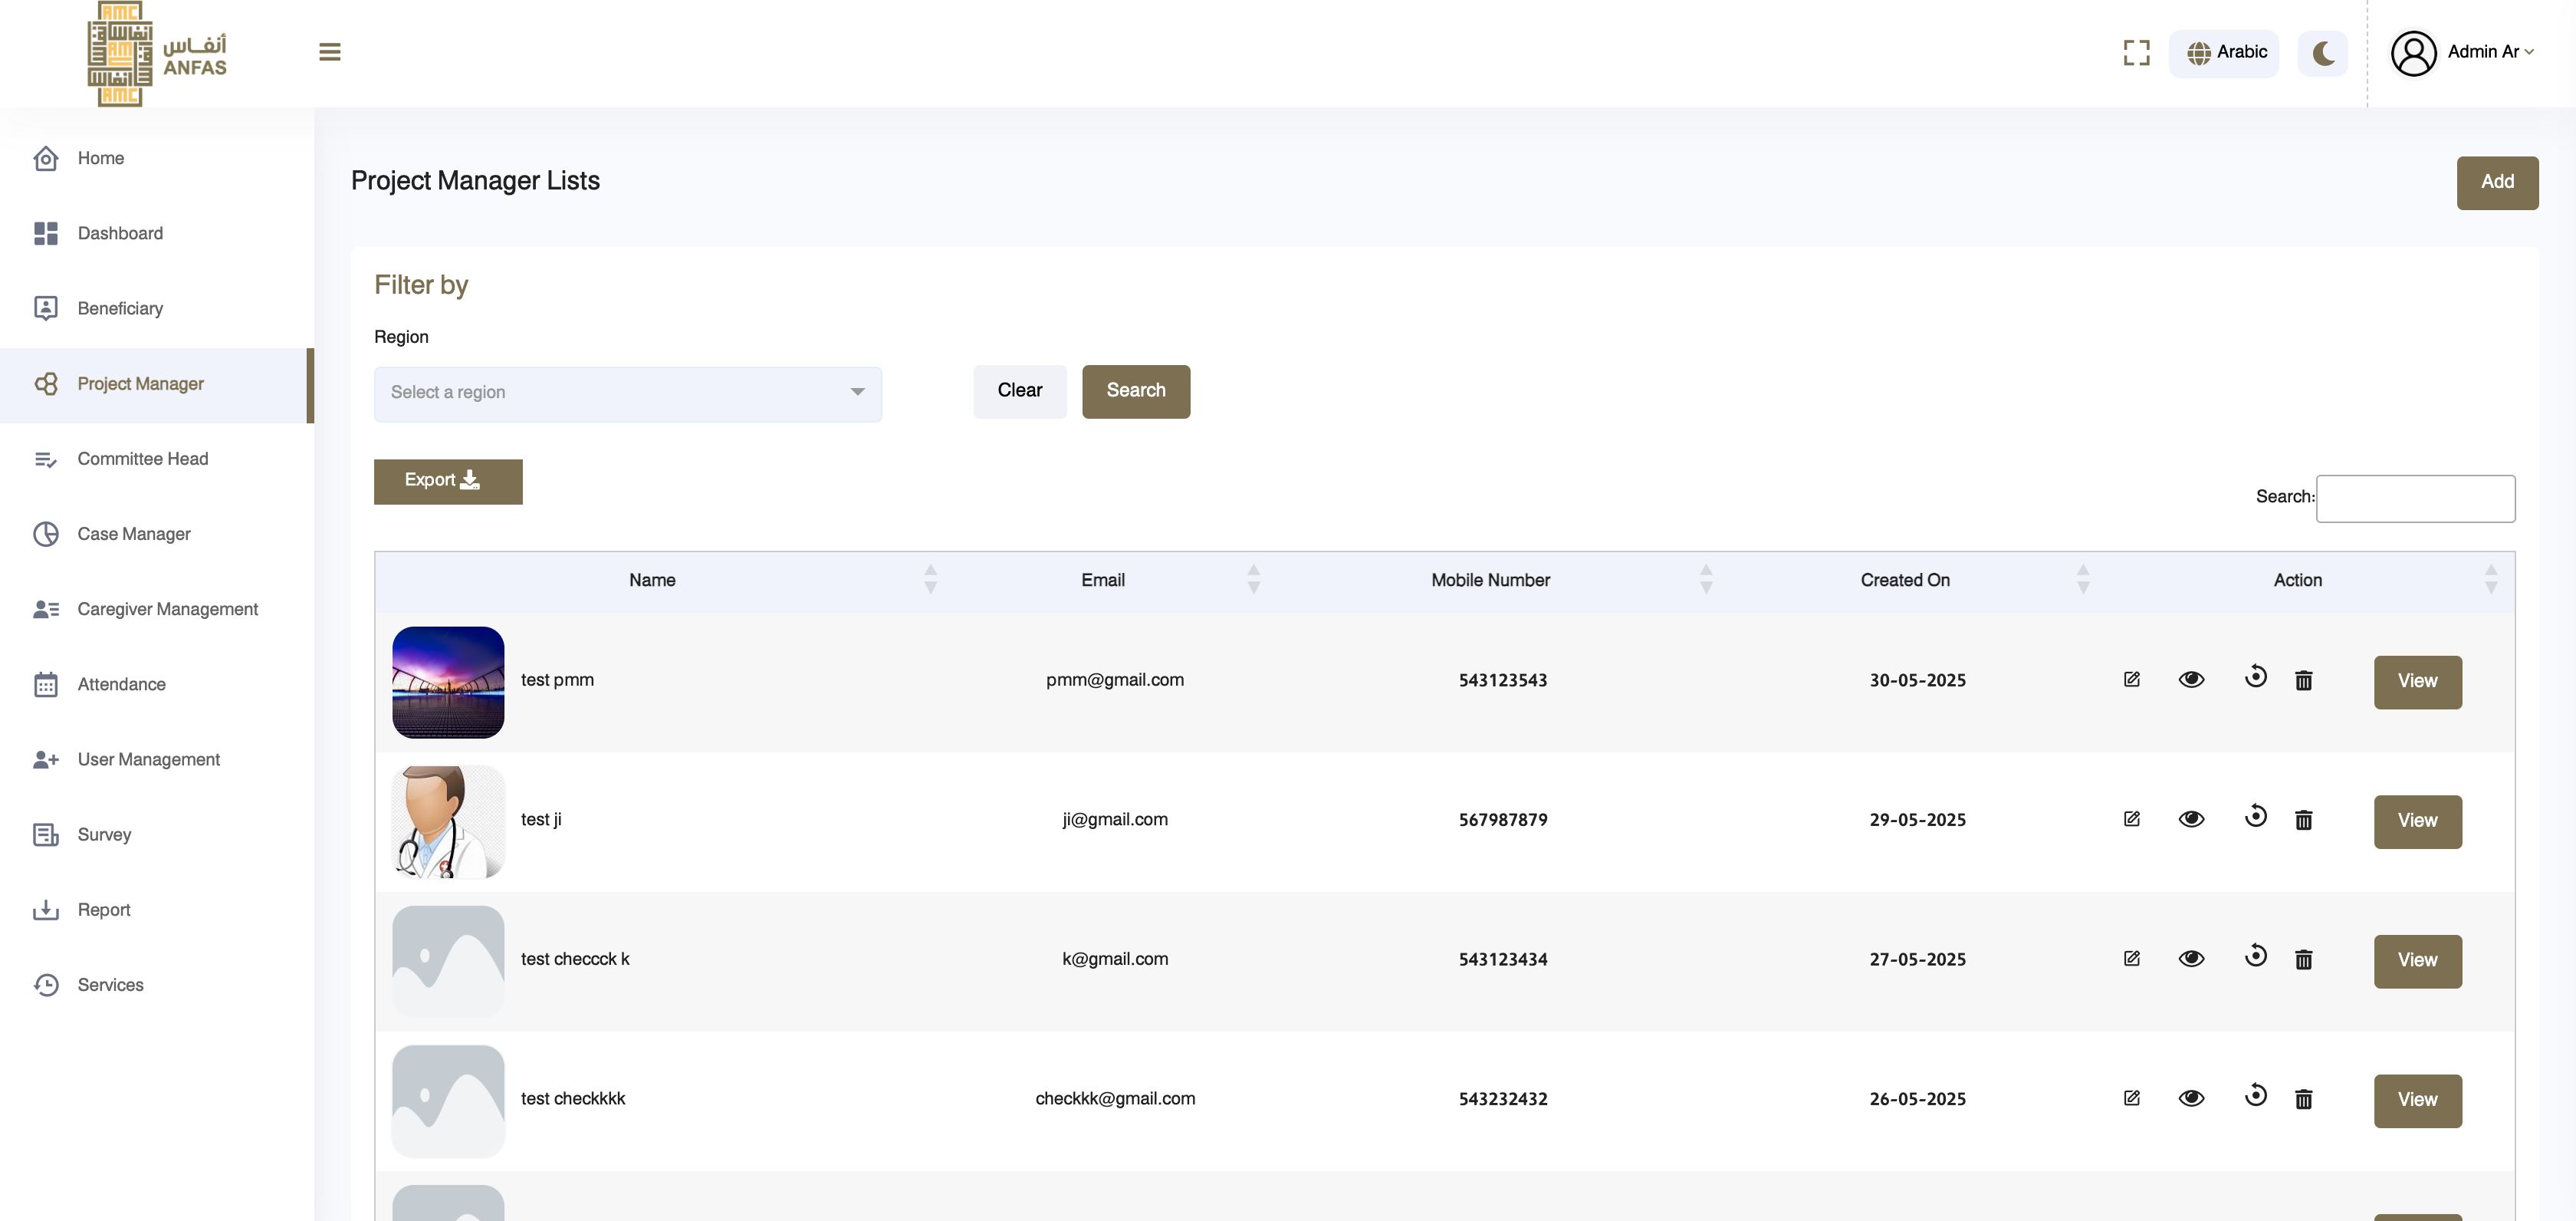 AMC
أنفاس
ANFAS
AMC
AMC
Arabic
Admin Ar
Home
Dashboard
Beneficiary
Project Manager
Committee Head
Case Manager
Caregiver Management
Attendance
User Management
Survey
Report
Services
Project Manager Lists
Add
Filter by
Region
Select a region
Clear
Search
Export
Search:
Name Email Mobile Number Created On Action
test pmm pmm@gmail.com 543123543 30-05-2025 View
test ji ji@gmail.com 567987879 29-05-2025 View
test checcck k k@gmail.com 543123434 27-05-2025 View
test checkkkk checkkk@gmail.com 543232432 26-05-2025 View